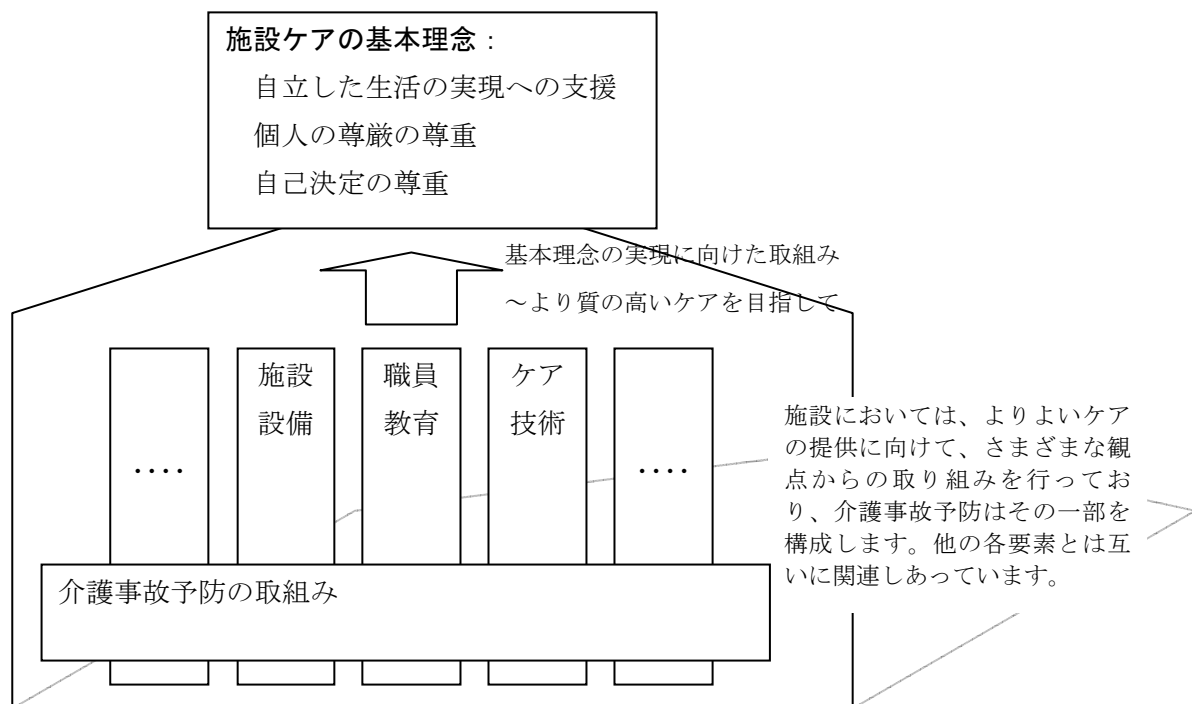 施設ケアの基本理念：
自立した生活の実現への支援
個人の尊厳の尊重
自己決定の尊重
基本理念の実現に向けた取組み
～より質の高いケアを目指して
‥‥
施設
設備
職員
教育
ケア
技術
‥‥
施設においては、よりよいケア
の提供に向けて、さまざまな観
点からの取り組みを行ってお
り、介護事故予防はその一部を
構成します。他の各要素とは互
いに関連しあっています。
介護事故予防の取組み